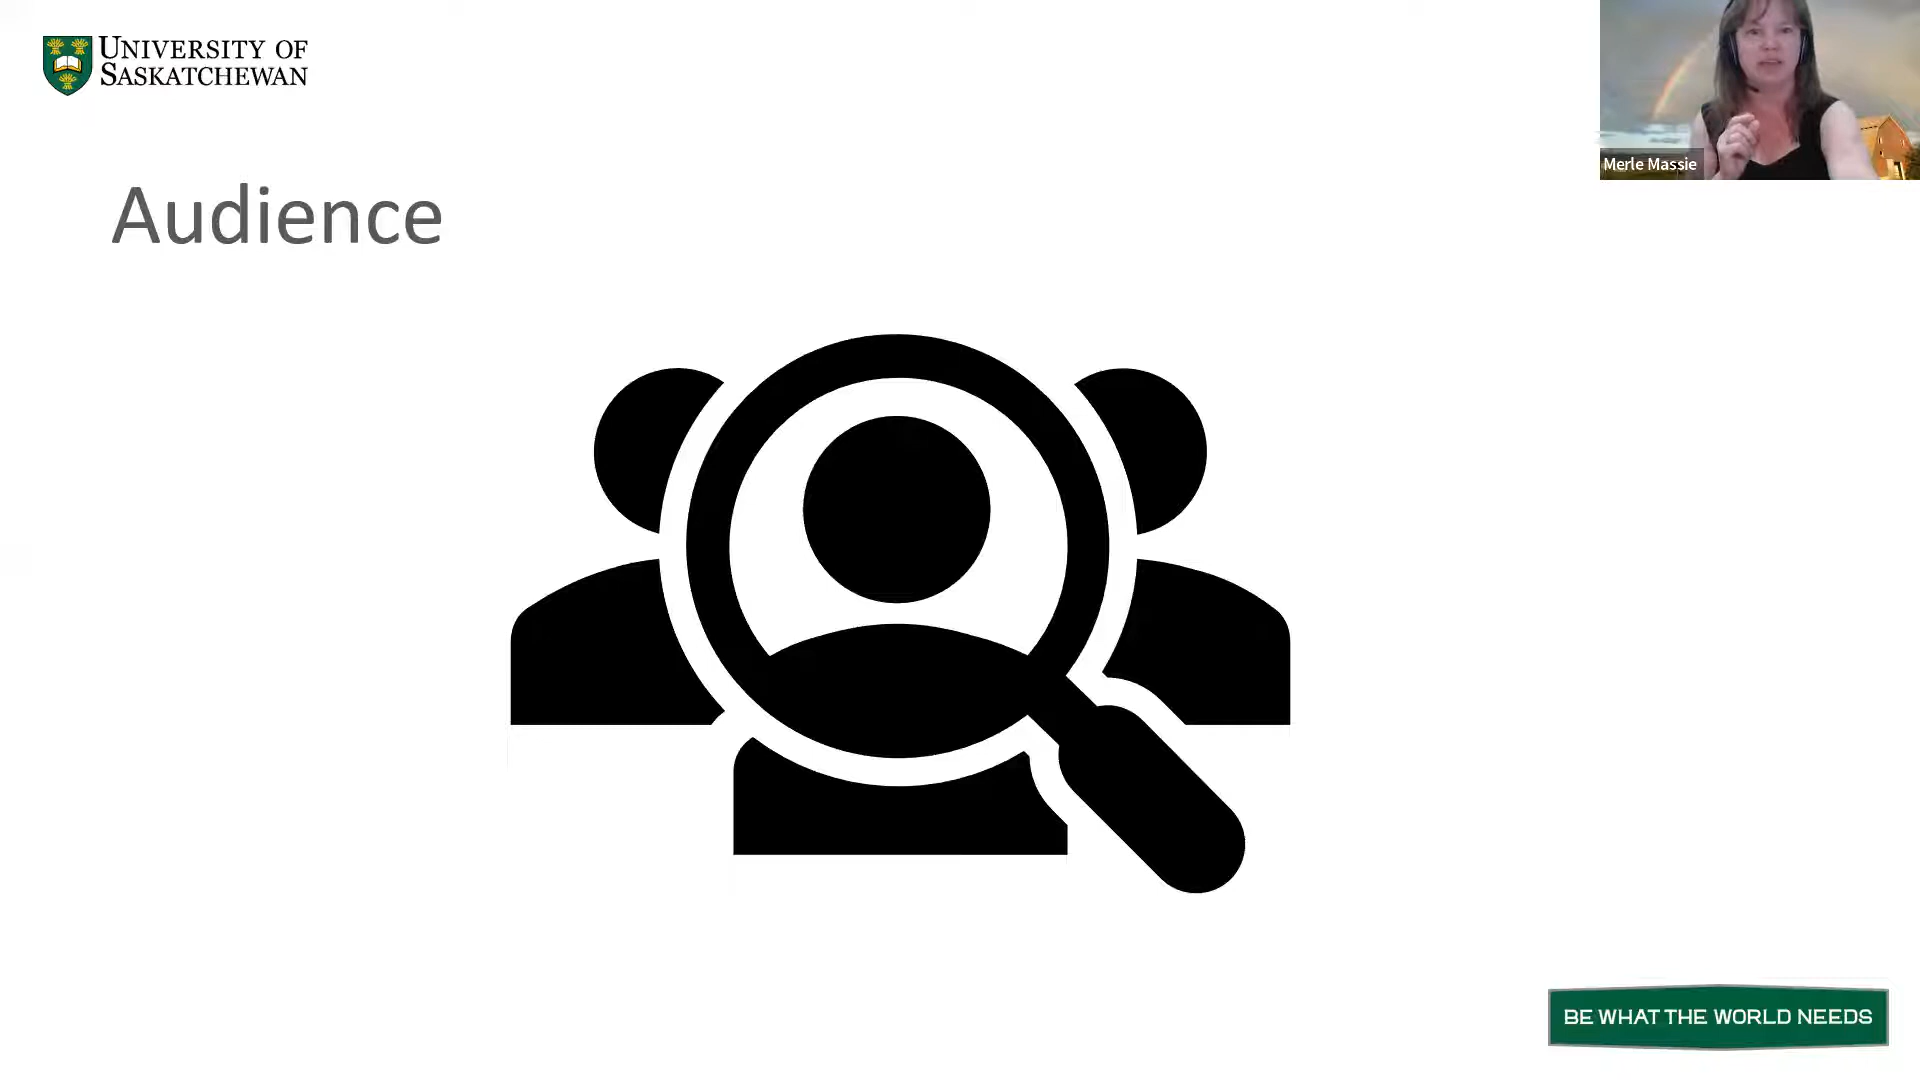 UNIVERSITY OF
SASKATCHEWAN
Merle Massie
Audience
BE WHAT THE WORLD NEEDS